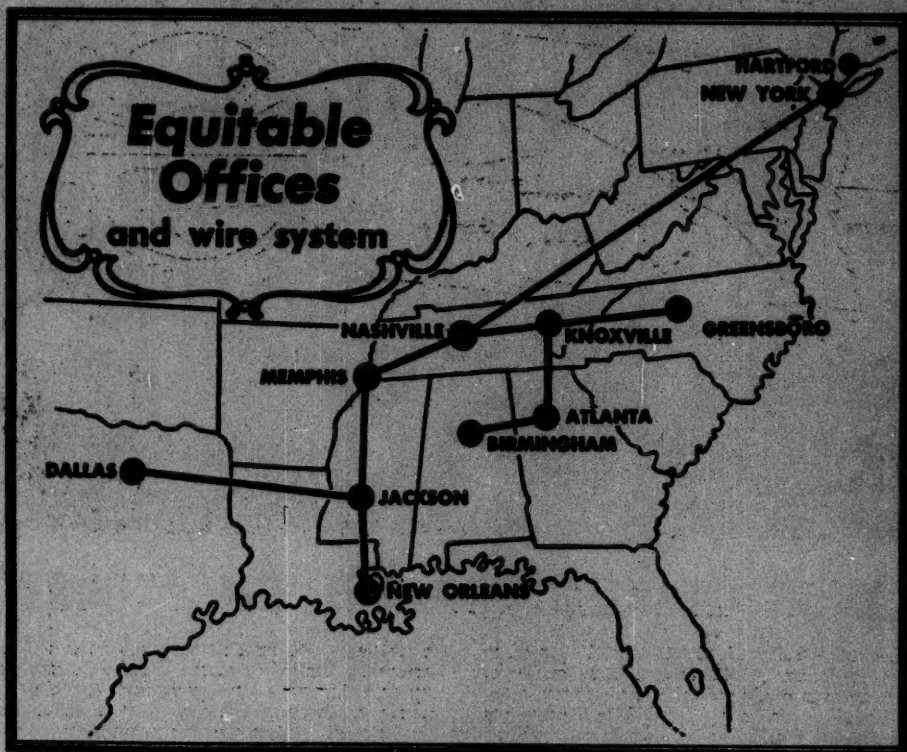 Equitable
Offices
and wire system
HARTFORD
NEW YORK
NASHVILLE
KNOXVILLE
GREENSBORO
MEMPHIS
ATLANTA
BIRMINGHAM
DALLAS
JACKSON
NEW ORLEANS